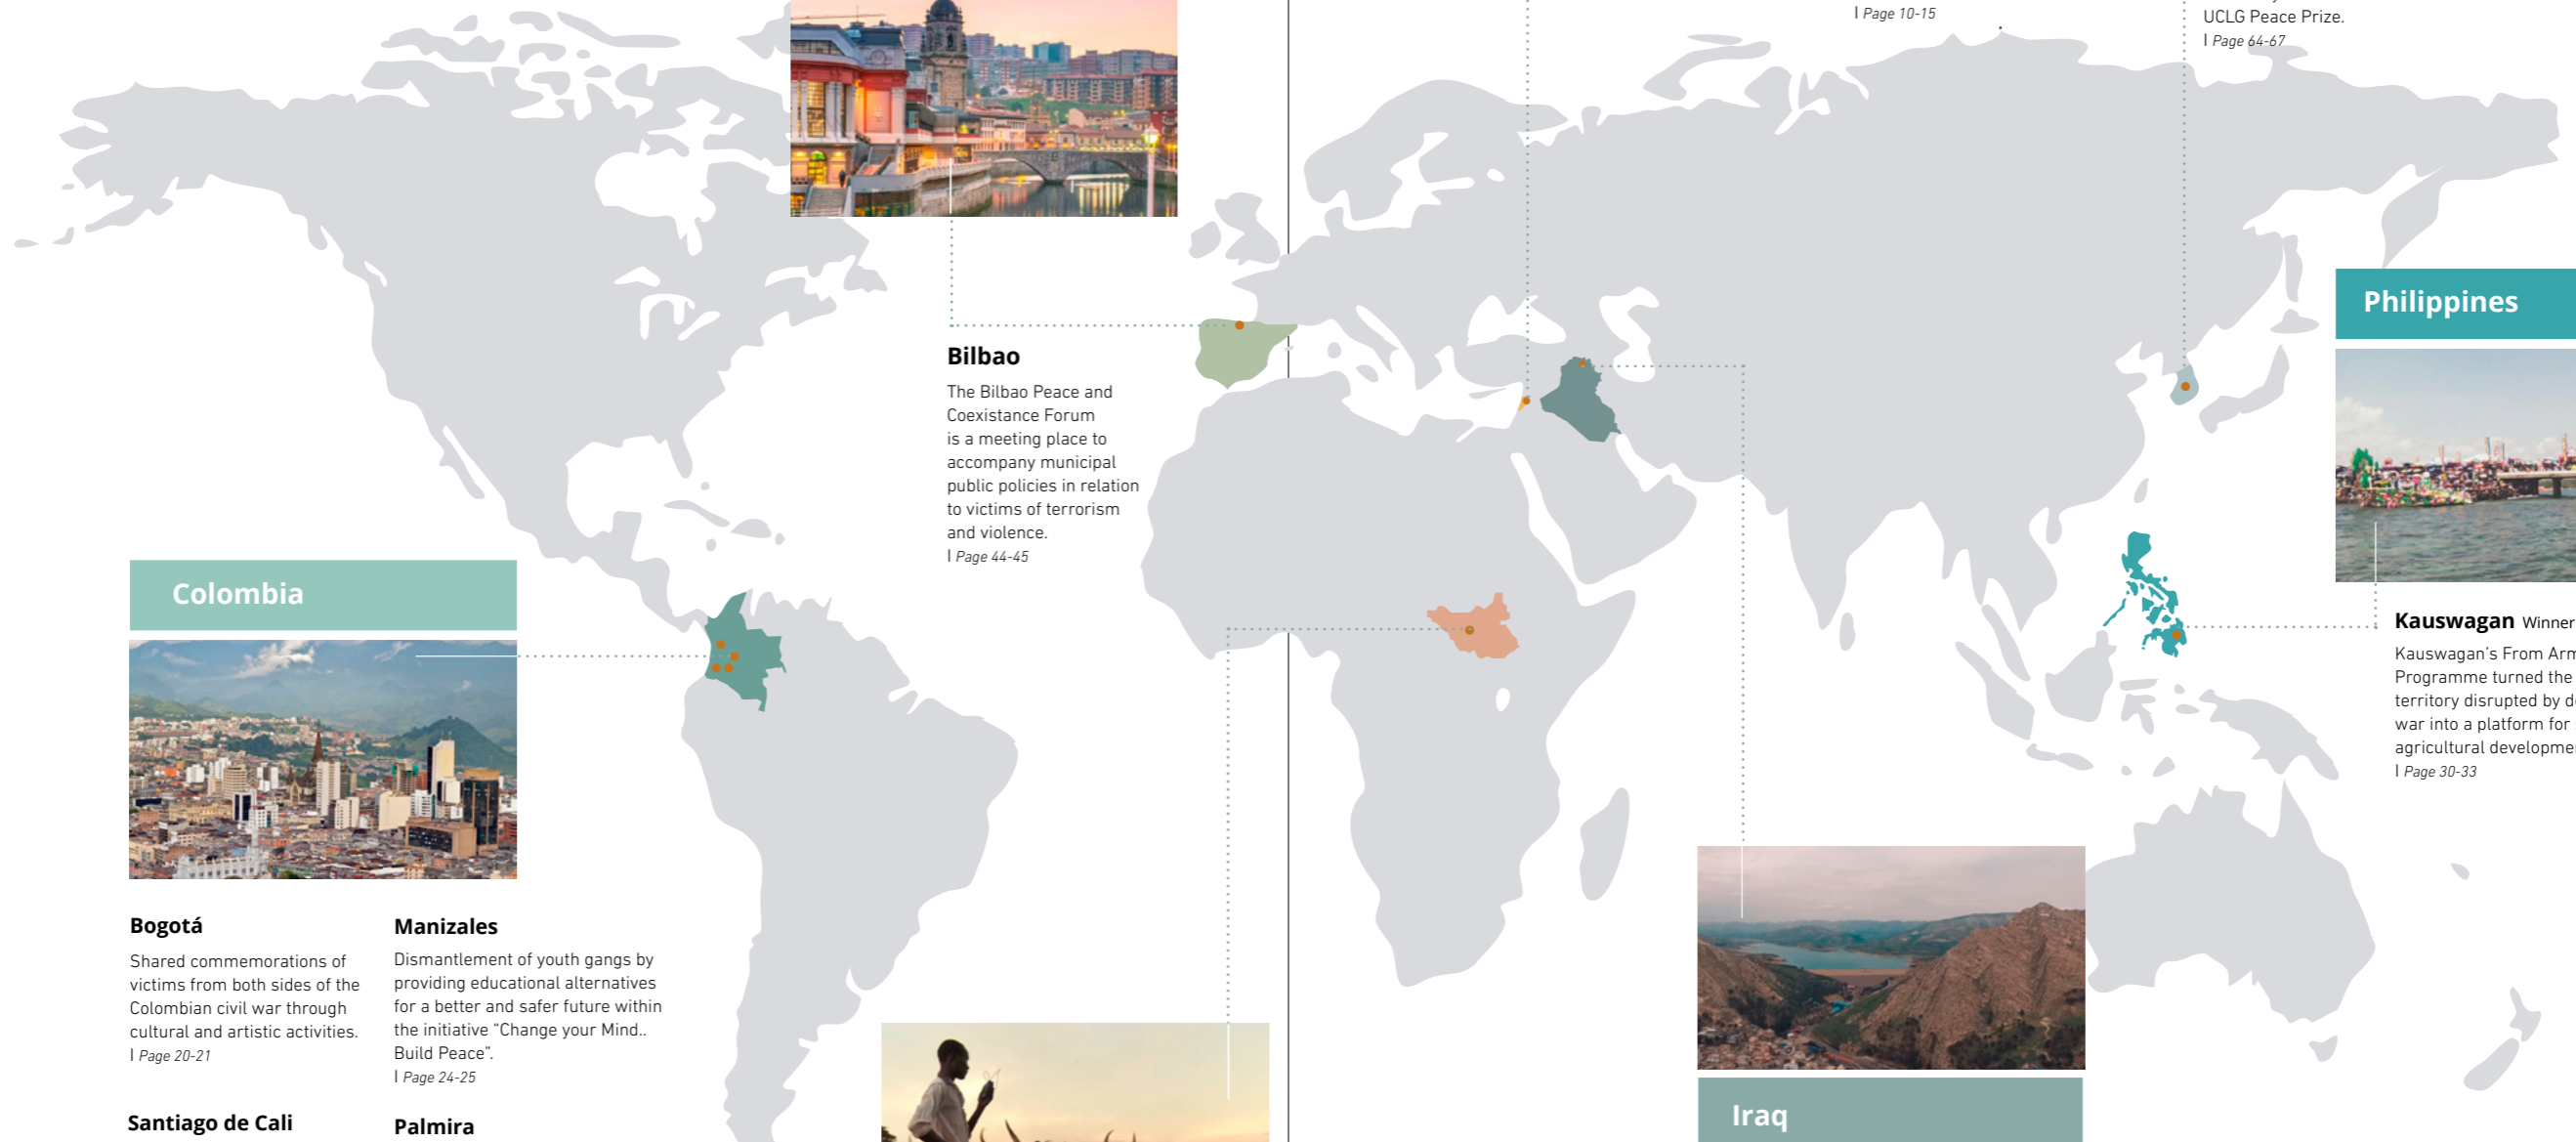 | Page 10-15
UCLG Peace Prize.
| Page 64-67
Philippines
Bilbao
The Bilbao Peace and
Coexistance Forum
is a meeting place to
accompany municipal
public policies in relation
to victims of terrorism
and violence.
| Page 44-45
Colombia
Kauswagan Winner
Kauswagan's From Arm
Programme turned the
territory disrupted by d
war into a platform for
agricultural developme
| Page 30-33
Bogotá
Shared commemorations of
victims from both sides of the
Colombian civil war through
cultural and artistic activities.
| Page 20-21
Manizales
Dismantlement of youth gangs by
providing educational alternatives
for a better and safer future within
the initiative “Change your Mind..
Build Peace”.
| Page 24-25
Santiago de Cali
Palmira
Iraq